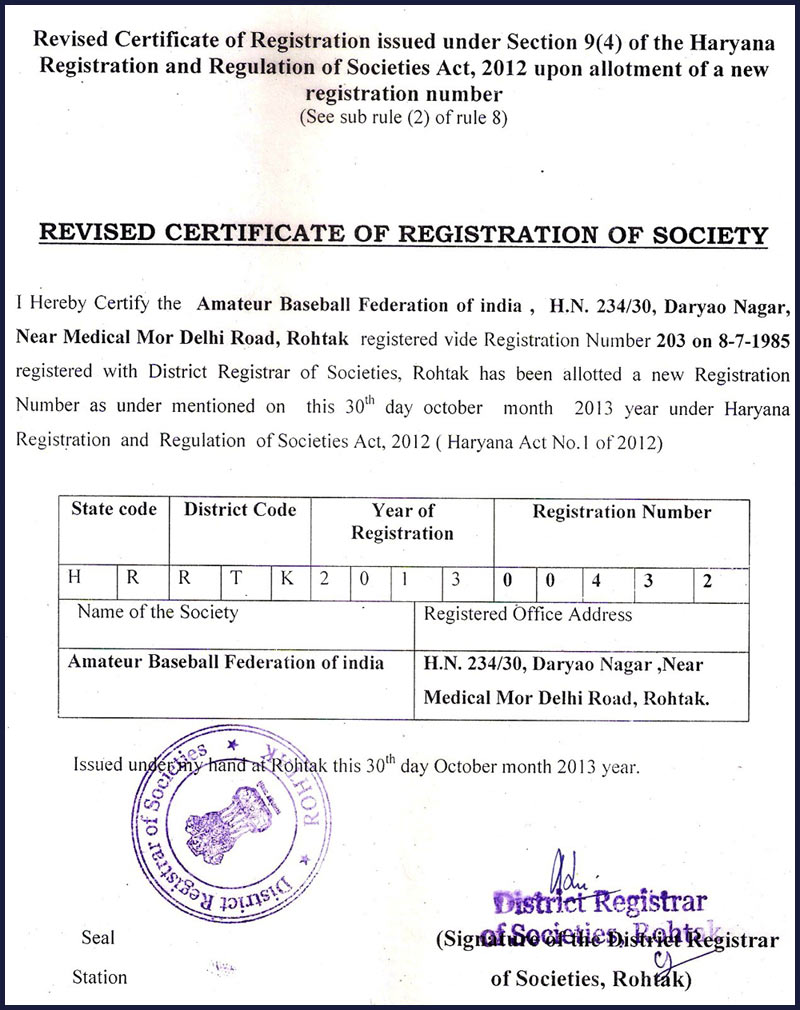 Revised Certificate of Registration issued under Section 9(4) of the Haryana
Registration and Regulation of Societies Act, 2012 upon allotment of a new
registration number
(See sub rule (2) of rule 8)
REVISED CERTIFICATE OF REGISTRATION OF SOCIETY
I Hereby Certify the Amateur Baseball Federation of india , H.N. 234/30, Daryao Nagar,
Near Medical Mor Delhi Road, Rohtak registered vide Registration Number 203 on 8-7-1985
registered with District Registrar of Societies, Rohtak has been allotted a new Registration
Number as under mentioned on this 30th day october month 2013 year under Haryana
Registration and Regulation of Societies Act, 2012 ( Haryana Act No.1 of 2012)
State code District Code Year of Registration Registration Number
H R R T K 2 0 1 3 0 0 4 3 2
Name of the Society Registered Office Address
Amateur Baseball Federation of india H.N. 234/30, Daryao Nagar ,Near
Medical Mor Delhi Road, Rohtak.
Issued under my hand at Rohtak this 30th day October month 2013 year.
District Registrar of Societies ROHTAK
District Registrar
of Societies, Rohtak
Seal (Signature of the District Registrar
Station of Societies, Rohtak)